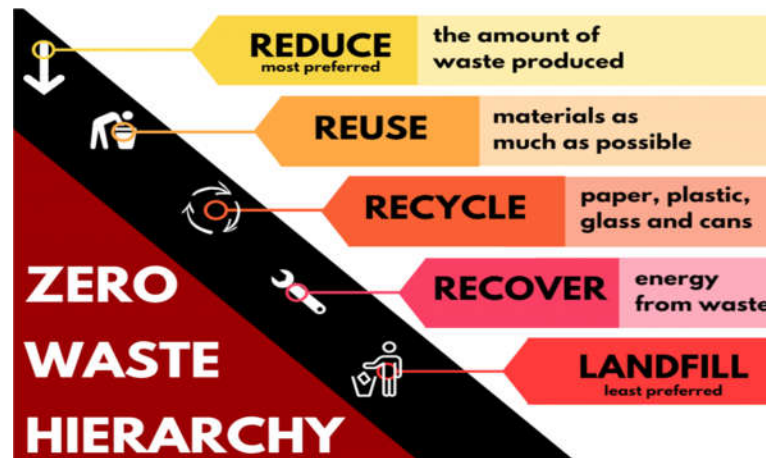 REDUCE
most preferred
the amount of
waste produced
REUSE
materials as
much as possible
RECYCLE
paper, plastic,
glass and cans
RECOVER
energy
from waste
LANDFILL
least preferred
ZERO
WASTE
HIERARCHY